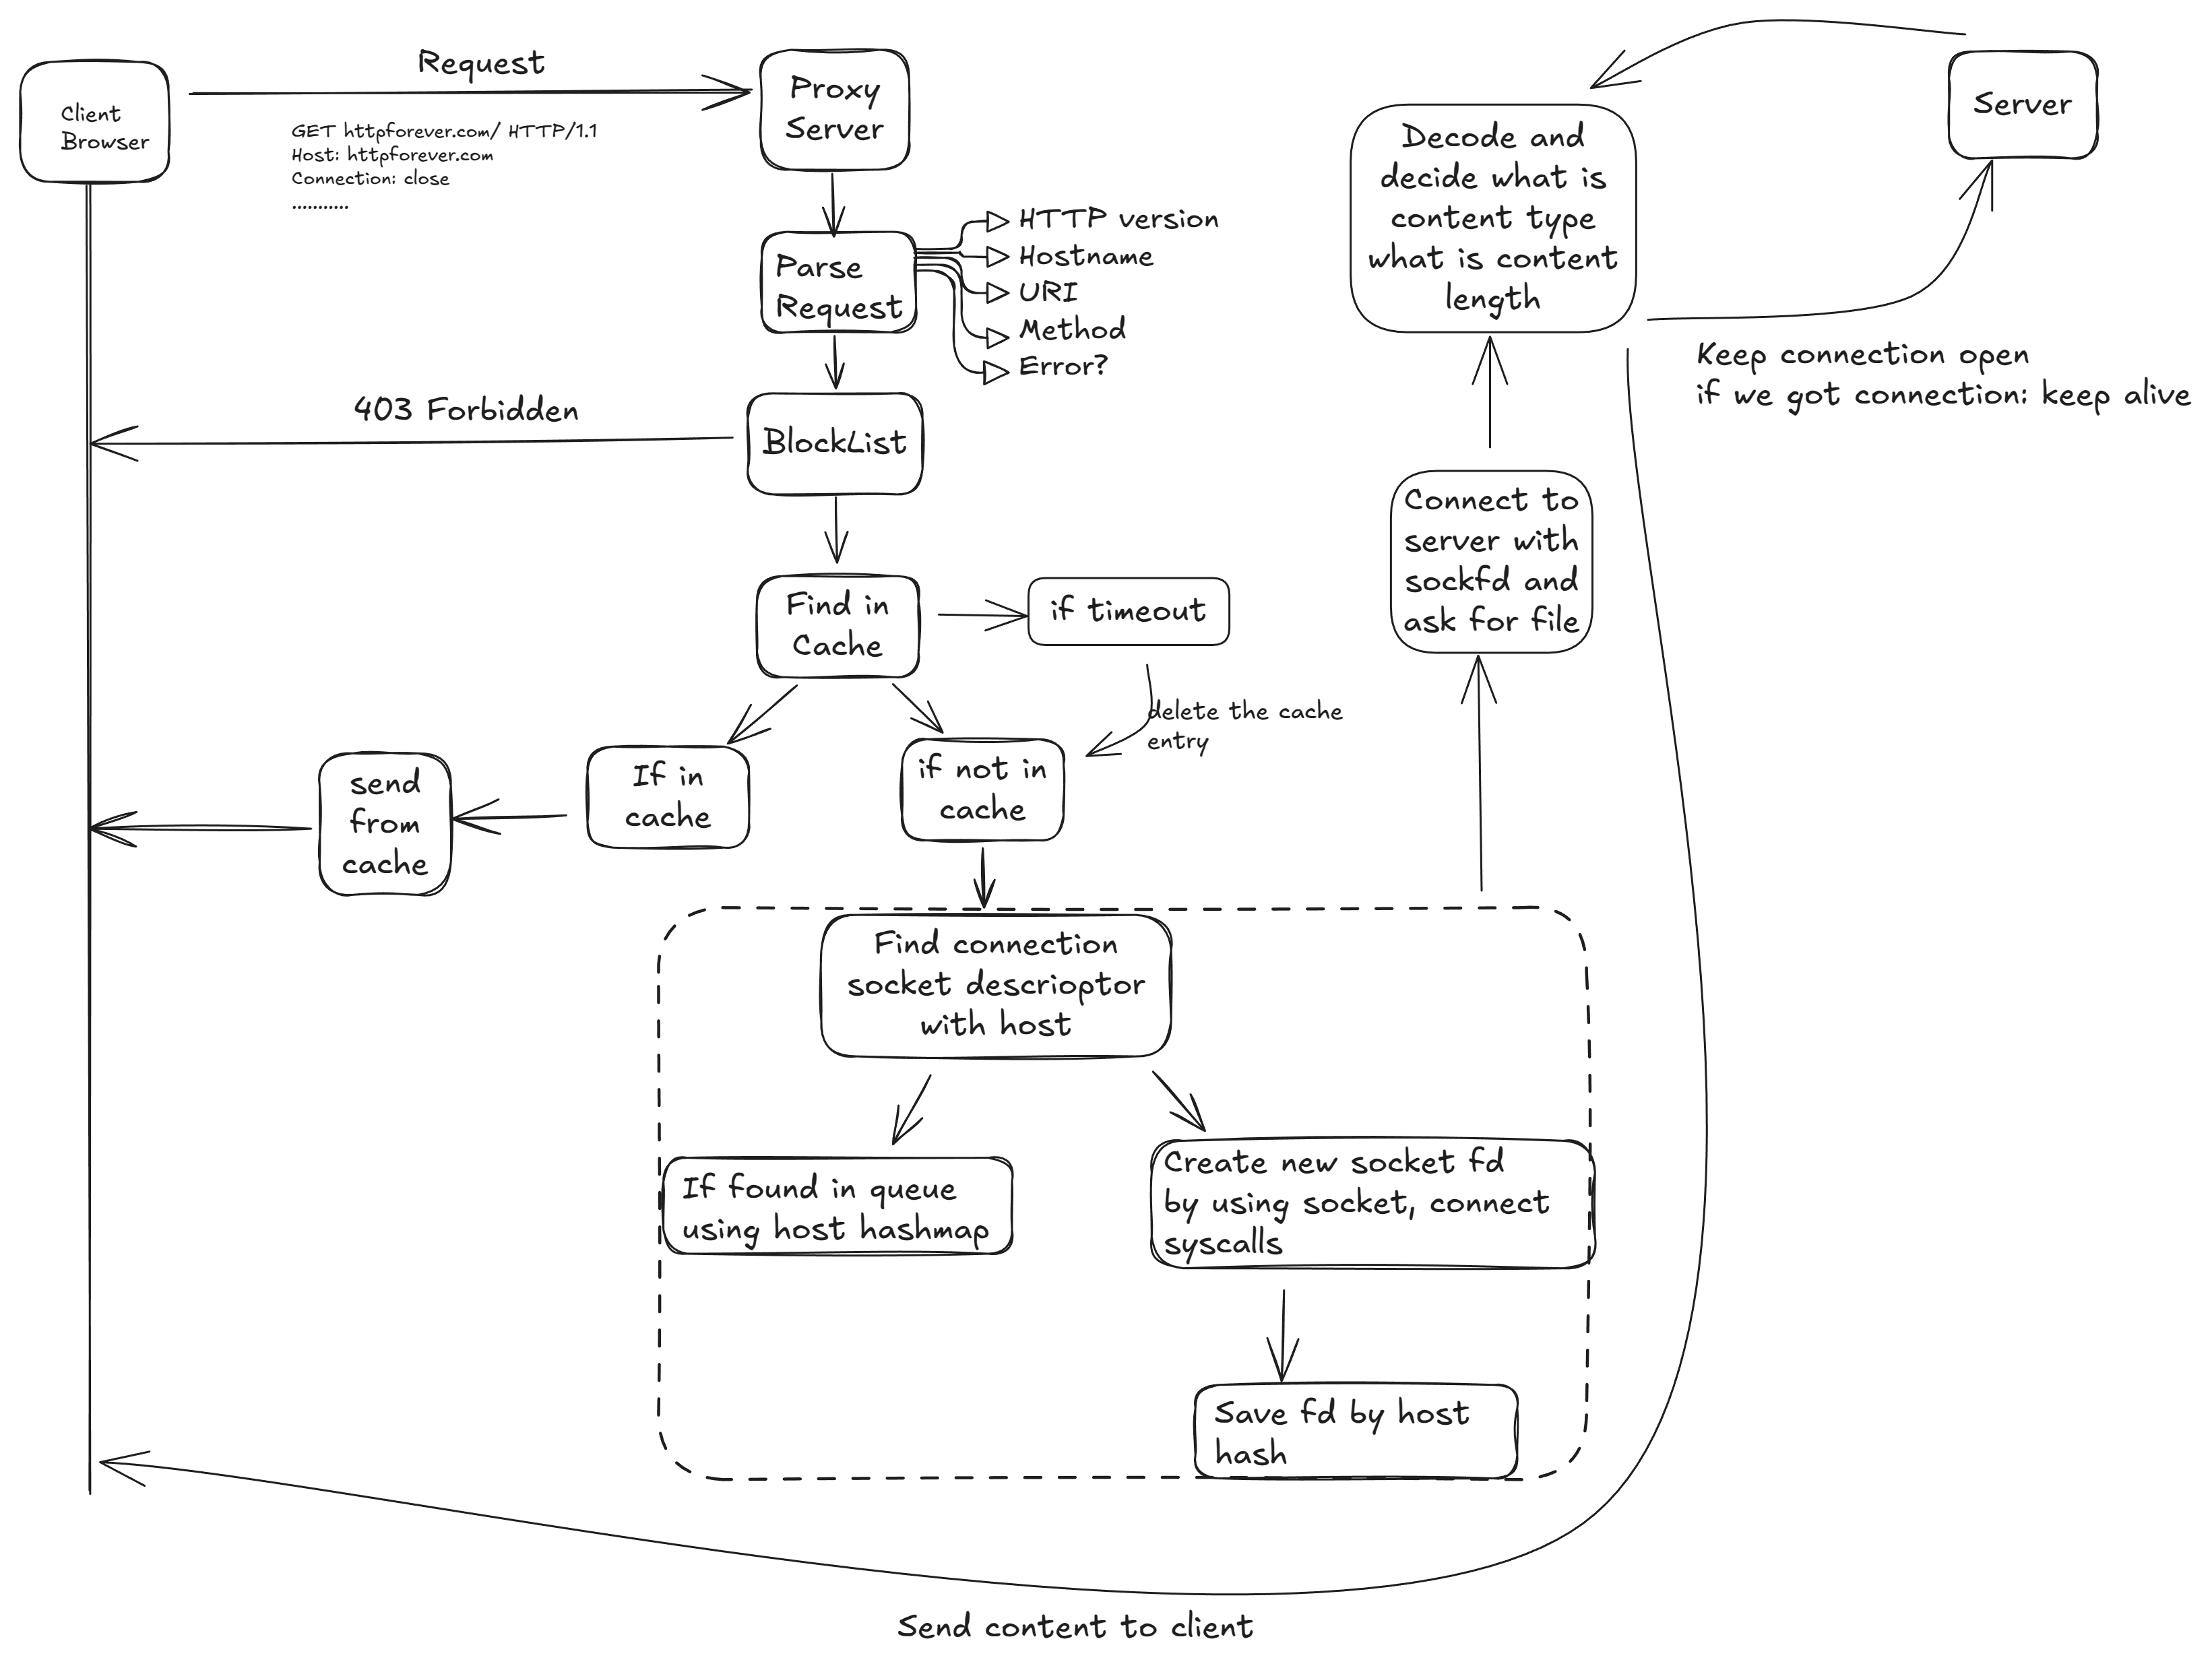 Client
Browser
Request
GET httpforever.com/ HTTP/1.1
Host: httpforever.com
Connection: close
...........
Proxy
Server
Parse
Request
HTTP version
Hostname
URI
Method
Error?
403 Forbidden
BlockList
Find in
Cache
if timeout
delete the cache
entry
If in
cache
if not in
cache
send
from
cache
Find connection
socket descrioptor
with host
If found in queue
using host hashmap
Create new socket fd
by using socket, connect
syscalls
Save fd by host
hash
Connect to
server with
sockfd and
ask for file
Decode and
decide what is
content type
what is content
length
Server
Keep connection open
if we got connection: keep alive
Send content to client